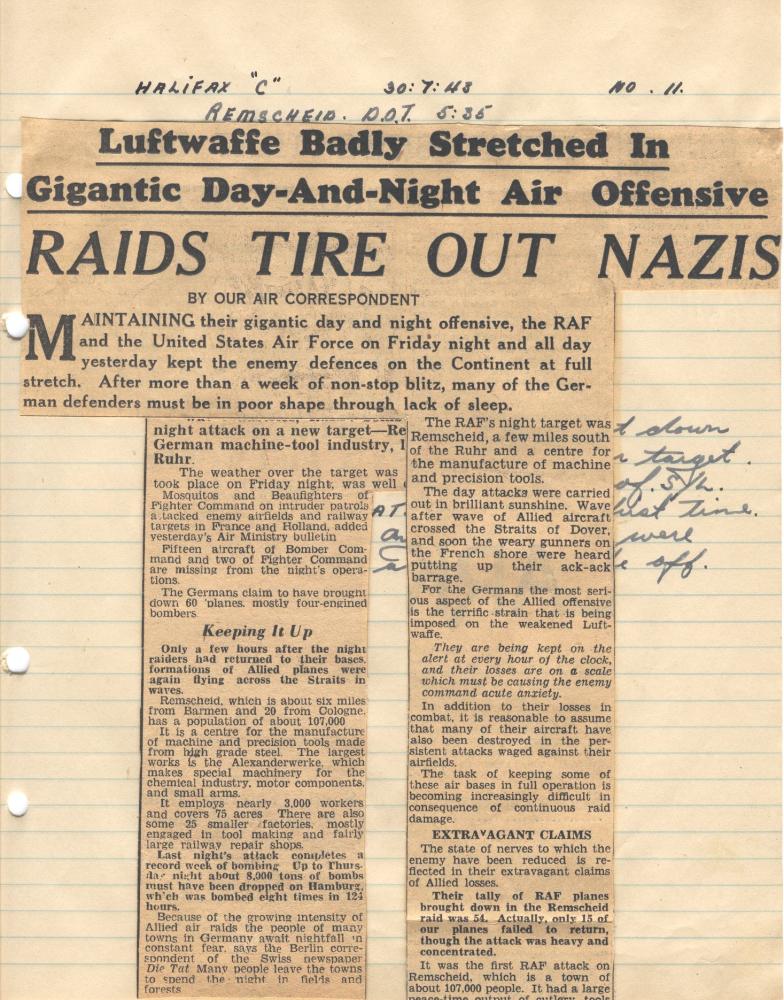 HALIFAX "C" 30:7:43 NO. 11.
REMSCHEID. D.O.T. 5:35
Luftwaffe Badly Stretched In
Gigantic Day-And-Night Air Offensive
RAIDS TIRE OUT NAZIS
BY OUR AIR CORRESPONDENT
MAINTAINING their gigantic day and night offensive, the RAF
and the United States Air Force on Friday night and all day
yesterday kept the enemy defences on the Continent at full
stretch. After more than a week of non-stop blitz, many of the Ger-
man defenders must be in poor shape through lack of sleep.
night attack on a new target—Re
German machine-tool industry, 1
Ruhr.
The weather over the target was
took place on Friday night, was well
Mosquitos and Beaufighters of
Fighter Command on intruder patrols
attacked enemy airfields and railway
targets in France and Holland, added
yesterday's Air Ministry bulletin
Fifteen aircraft of Bomber Com-
mand and two of Fighter Command
are missing from the night's opera-
tions.
The Germans claim to have brought
down 60 'planes, mostly four-engined
bombers
Keeping It Up
Only a few hours after the night
raiders had returned to their bases,
formations of Allied planes were
again flying across the Straits in
waves.
Remscheid, which is about six miles
from Barmen and 20 from Cologne,
has a population of about 107,000
It is a centre for the manufacture
of machine and precision tools made
from high grade steel. The largest
works is the Alexanderwerke, which
makes special machinery for the
chemical industry, motor components,
and small arms.
It employs nearly 3,000 workers
and covers 75 acres There are also
some 25 smaller factories, mostly
engaged in tool making and fairly
large railway repair shops.
Last night's attack completes a
record week of bombing Up to Thurs-
day night about 8,000 tons of bombs
must have been dropped on Hamburg,
which was bombed eight times in 124
hours.
Because of the growing intensity of
Allied air raids the people of many
towns in Germany await nightfall in
constant fear, says the Berlin corre-
spondent of the Swiss newspaper
Die Tat Many people leave the towns
to spend the night in fields and
forests
The RAF's night target was
Remscheid, a few miles south
of the Ruhr and a centre for
the manufacture of machine
and precision tools.
The day attacks were carried
out in brilliant sunshine. Wave
after wave of Allied aircraft
crossed the Straits of Dover,
and soon the weary gunners on
the French shore were heard
putting up their ack-ack
barrage.
For the Germans the most seri-
ous aspect of the Allied offensive
is the terrific strain that is being
imposed on the weakened Luft-
waffe.
They are being kept on the
alert at every hour of the clock,
and their losses are on a scale
which must be causing the enemy
command acute anxiety.
In addition to their losses in
combat, it is reasonable to assume
that many of their aircraft have
also been destroyed in the per-
sistent attacks waged against their
airfields.
The task of keeping some of
these air bases in full operation is
becoming increasingly difficult in
consequence of continuous raid
damage.
EXTRAVAGANT CLAIMS
The state of nerves to which the
enemy have been reduced is re-
flected in their extravagant claims
of Allied losses.
Their tally of RAF planes
brought down in the Remscheid
raid was 54. Actually, only 15 of
our planes failed to return,
though the attack was heavy and
concentrated.
It was the first RAF attack on
Remscheid, which is a town of
about 107,000 people. It had a large
peace-time output of cutlery, tools
down
target.
of S/L.
time.
AT
were
off.